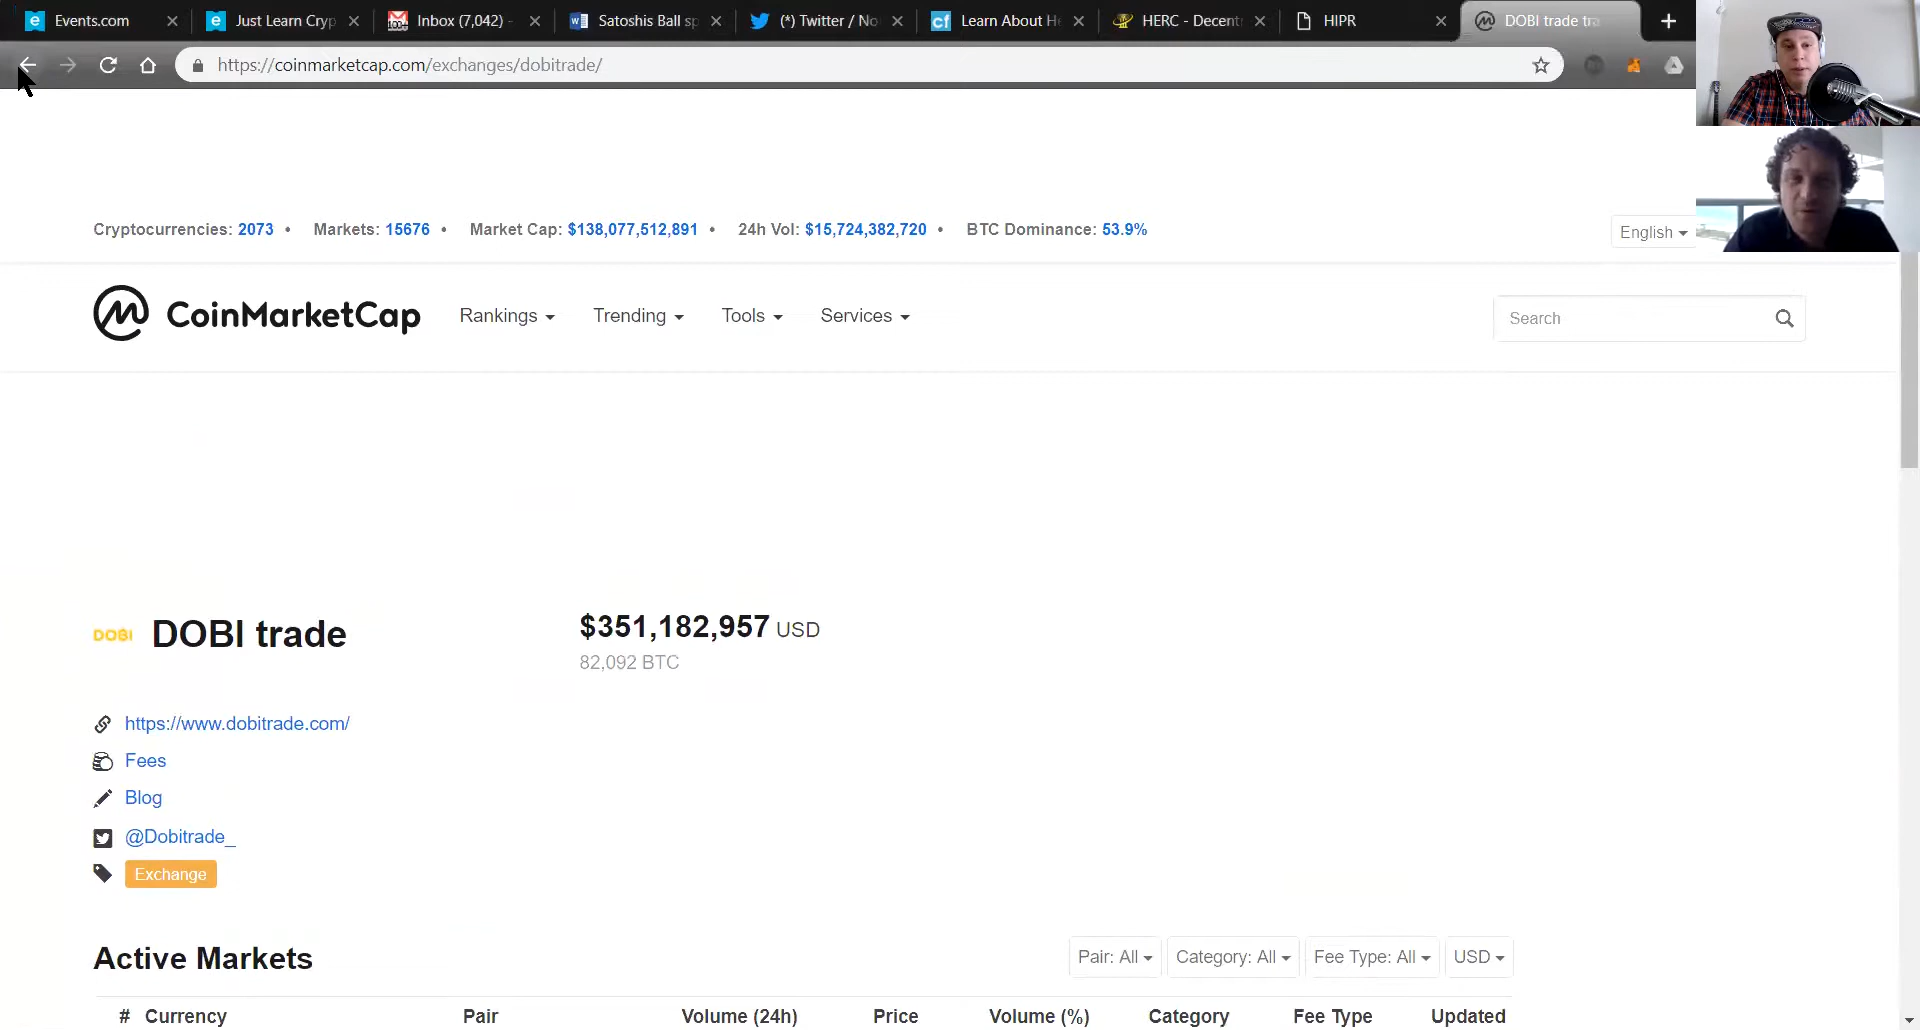 Events.com
Just Learn Cryp
Inbox (7,042) -
Satoshis Ball sp
(*) Twitter / No
Learn About He
HERC - Decentr
HIPR
DOBI trade tra
https://coinmarketcap.com/exchanges/dobitrade/
Cryptocurrencies: 2073 • Markets: 15676 • Market Cap: $138,077,512,891 • 24h Vol: $15,724,382,720 • BTC Dominance: 53.9%
English
CoinMarketCap
Rankings
Trending
Tools
Services
Search
DOBI
DOBI trade
$351,182,957 USD
82,092 BTC
https://www.dobitrade.com/
Fees
Blog
@Dobitrade_
Exchange
Active Markets
Pair: All
Category: All
Fee Type: All
USD
# Currency Pair Volume (24h) Price Volume (%) Category Fee Type Updated